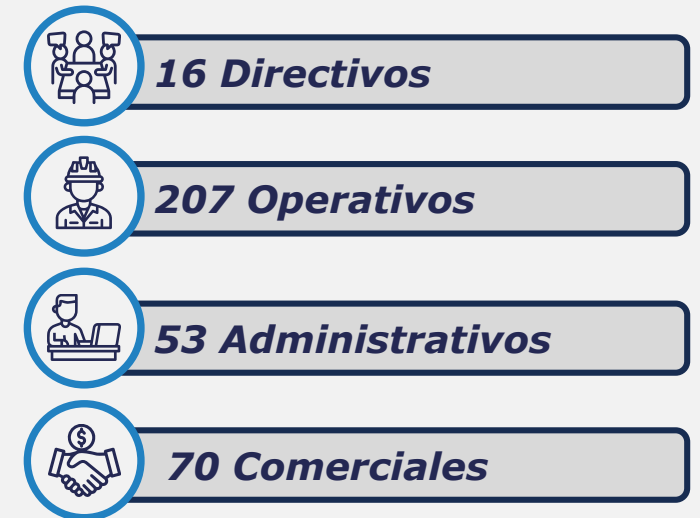 16 Directivos
207 Operativos
53 Administrativos
$
70 Comerciales